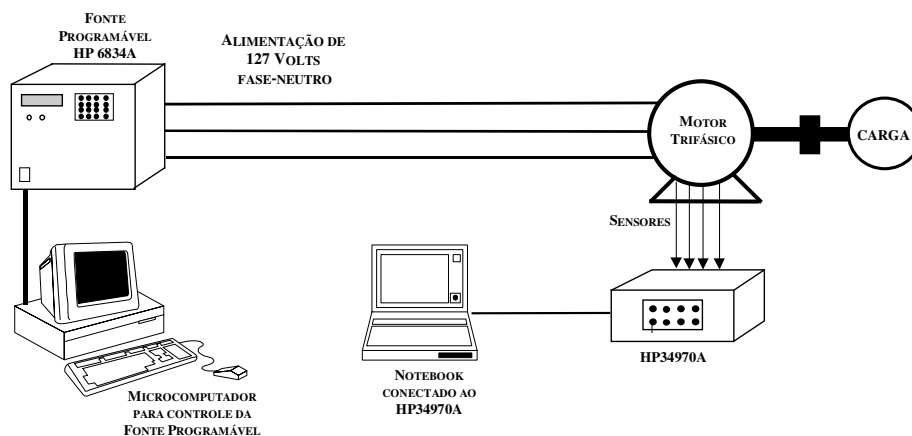 FONTE
PROGRAMÁVEL
HP 6834A
ALIMENTAÇÃO DE
127 VOLTS
FASE-NEUTRO
MOTOR
TRIFÁSICO
CARGA
SENSORES
HP34970A
NOTEBOOK
CONECTADO AO
HP34970A
MICROCOMPUTADOR
PARA CONTROLE DA
FONTE PROGRAMÁVEL